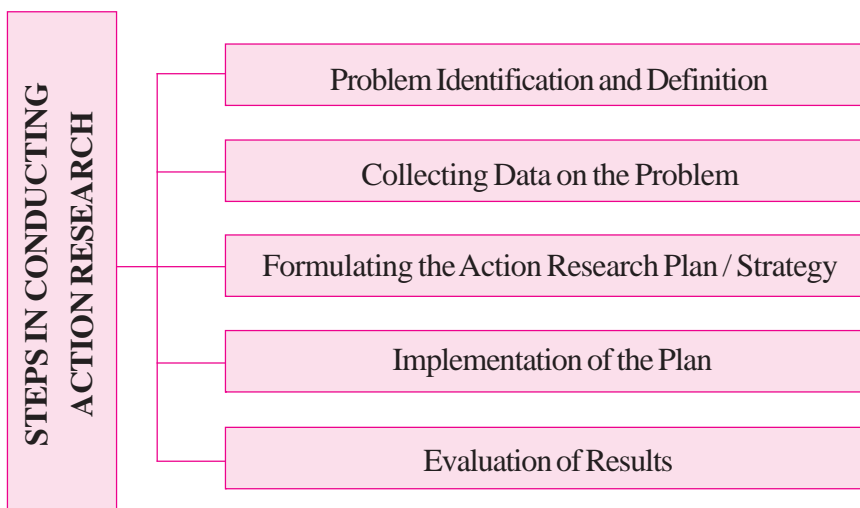 STEPS IN CONDUCTING
ACTION RESEARCH
Problem Identification and Definition
Collecting Data on the Problem
Formulating the Action Research Plan / Strategy
Implementation of the Plan
Evaluation of Results